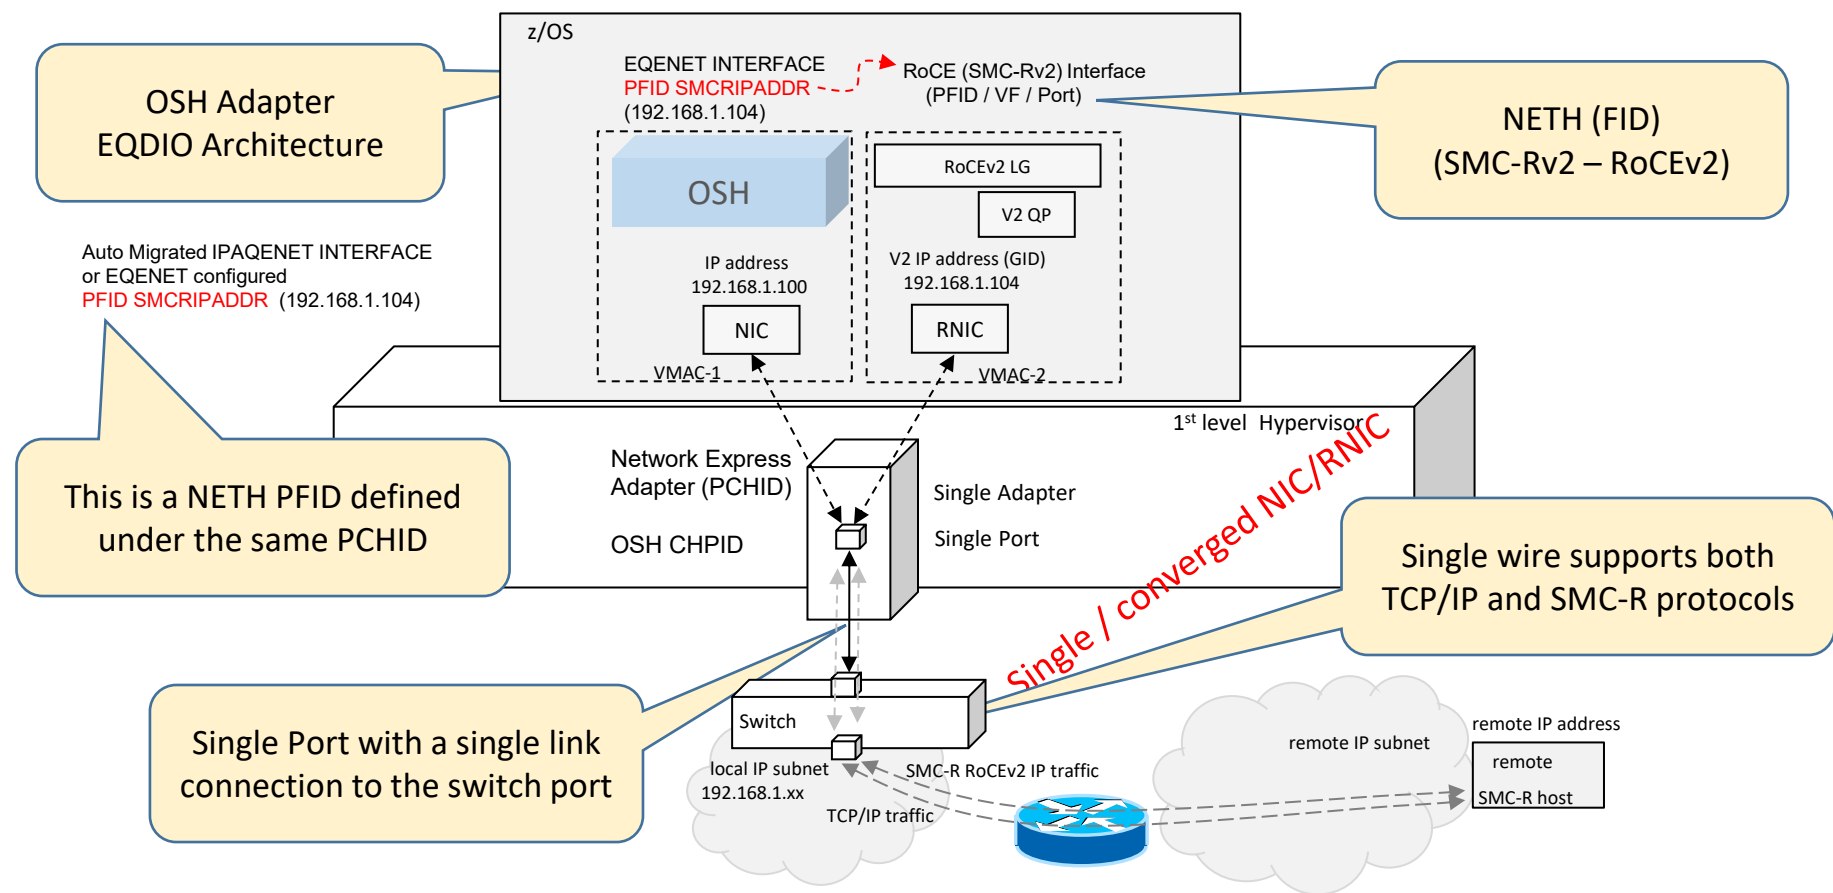 z/OS
OSH Adapter
EQDIO Architecture
EQENET INTERFACE
PFID SMCRIPADDR
(192.168.1.104)
RoCE (SMC-Rv2) Interface
(PFID / VF / Port)
NETH (FID)
(SMC-Rv2 – RoCEv2)
OSH
RoCEv2 LG
V2 QP
Auto Migrated IPAQENET INTERFACE
or EQENET configured
PFID SMCRIPADDR (192.168.1.104)
IP address
192.168.1.100
V2 IP address (GID)
192.168.1.104
NIC
RNIC
VMAC-1
VMAC-2
1st level Hypervisor
This is a NETH PFID defined
under the same PCHID
Network Express
Adapter (PCHID)
OSH CHPID
Single Adapter
Single Port
Single / converged NIC/RNIC
Single wire supports both
TCP/IP and SMC-R protocols
Single Port with a single link
connection to the switch port
Switch
local IP subnet
192.168.1.xx
SMC-R RoCEv2 IP traffic
TCP/IP traffic
remote IP subnet
remote IP address
remote
SMC-R host